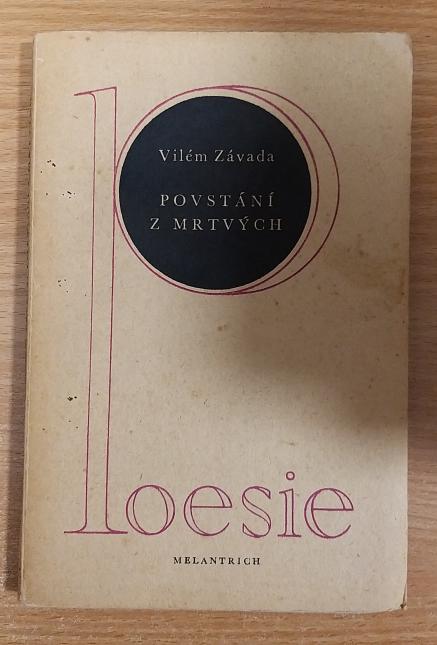 Vilém Závada
POVSTÁNÍ
Z MRTVÝCH
Poesie
MELANTRICH